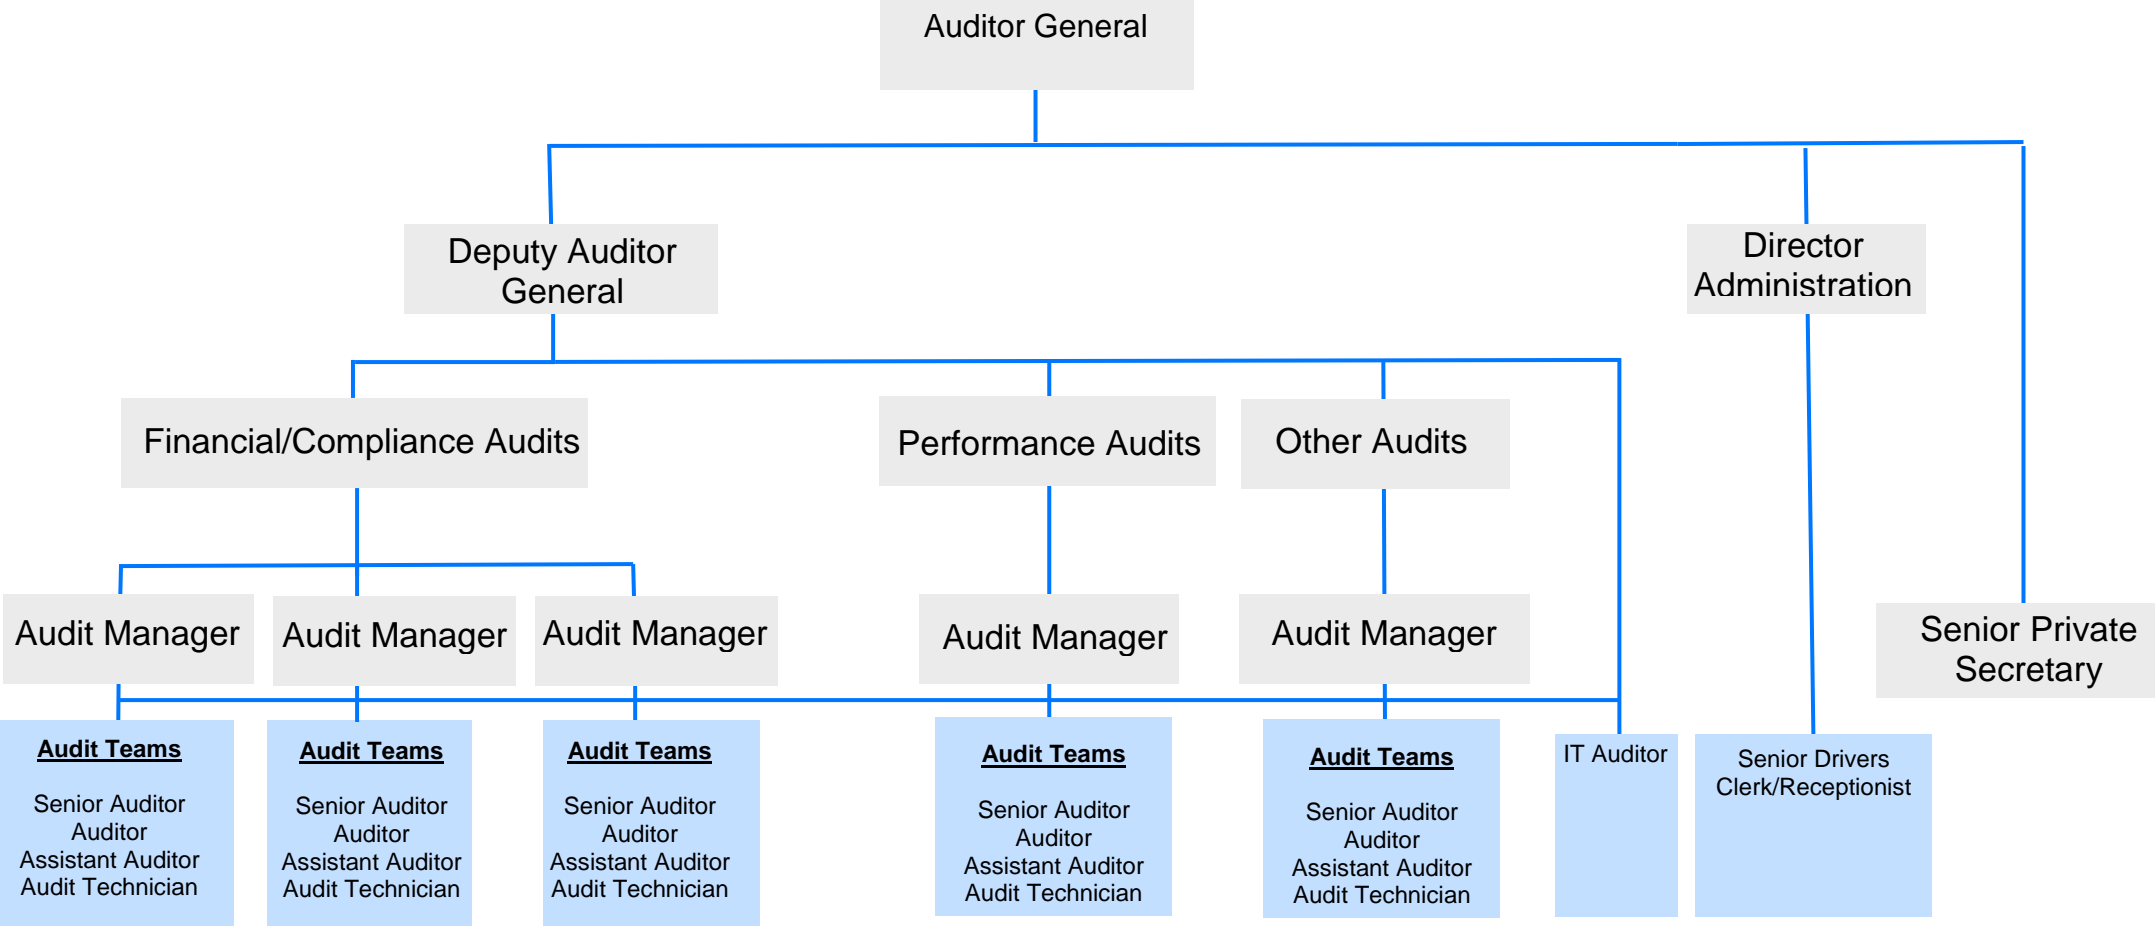 Auditor General
Deputy Auditor
General
Director
Administration
Financial/Compliance Audits
Performance Audits
Other Audits
Audit Manager
Audit Manager
Audit Manager
Audit Manager
Audit Manager
Senior Private
Secretary
Audit Teams
Senior Auditor
Auditor
Assistant Auditor
Audit Technician
Audit Teams
Senior Auditor
Auditor
Assistant Auditor
Audit Technician
Audit Teams
Senior Auditor
Auditor
Assistant Auditor
Audit Technician
Audit Teams
Senior Auditor
Auditor
Assistant Auditor
Audit Technician
Audit Teams
Senior Auditor
Auditor
Assistant Auditor
Audit Technician
IT Auditor
Senior Drivers
Clerk/Receptionist